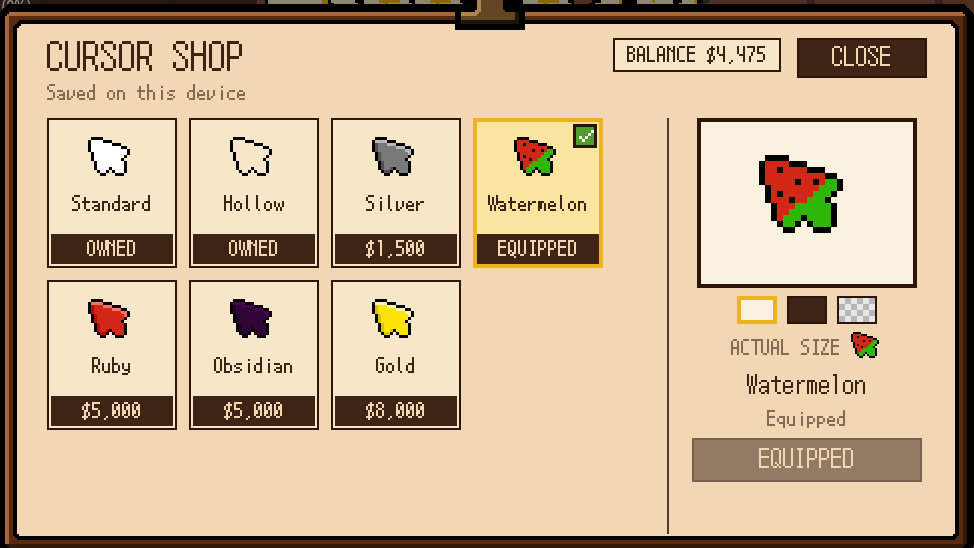 CURSOR SHOP
Saved on this device
BALANCE $4,475
CLOSE
Standard
OWNED
Hollow
OWNED
Silver
$1,500
Watermelon
EQUIPPED
Ruby
$5,000
Obsidian
$5,000
Gold
$8,000
ACTUAL SIZE
Watermelon
Equipped
EQUIPPED